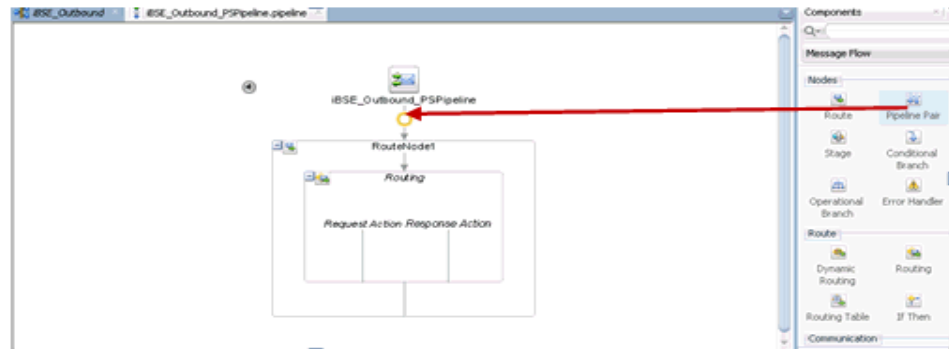 iBSE_Outbound
iBSE_Outbound_PSPipeline.pipeline
iBSE_Outbound_PSPipeline
RouteNode1
Routing
Request Action Response Action
Components
Message Flow
Nodes
Route
Pipeline Pair
Stage
Conditional
Branch
Operational
Branch
Error Handler
Route
Dynamic
Routing
Routing
Routing Table
If Then
Communication